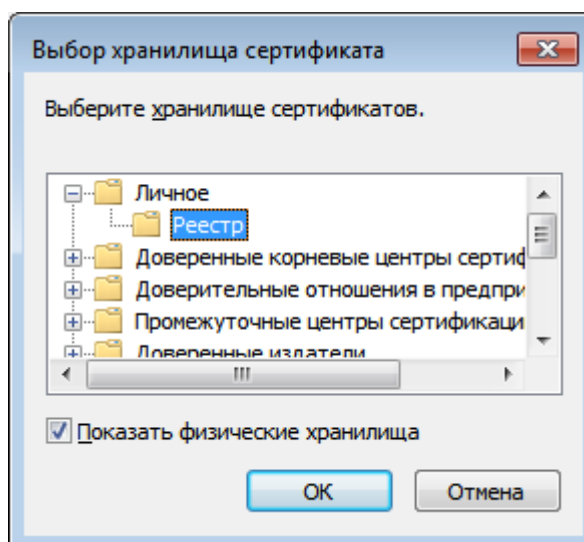 Выбор хранилища сертификата
Выберите хранилище сертификатов.
Личное
Реестр
Доверенные корневые центры сертиф
Доверительные отношения в предпри
Промежуточные центры сертификаци
Доверенные издатели
Показать физические хранилища
ОК
Отмена